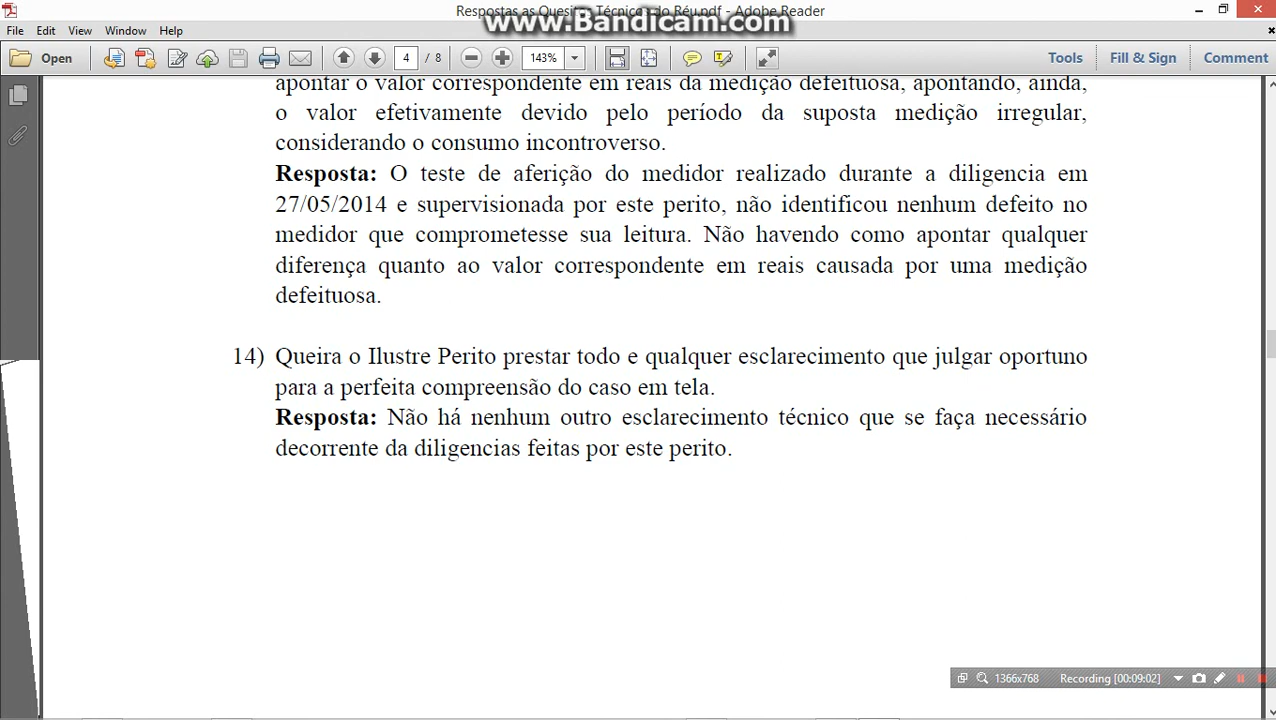 Respostas as Quesitos Técnicos do Réu.pdf - Adobe Reader
www.Bandicam.com
File Edit View Window Help
Open 4 / 8 143% Tools Fill & Sign Comment
apontar o valor correspondente em reais da medição defeituosa, apontando, ainda,
o valor efetivamente devido pelo período da suposta medição irregular,
considerando o consumo incontroverso.
Resposta: O teste de aferição do medidor realizado durante a diligencia em
27/05/2014 e supervisionada por este perito, não identificou nenhum defeito no
medidor que comprometesse sua leitura. Não havendo como apontar qualquer
diferença quanto ao valor correspondente em reais causada por uma medição
defeituosa.
14) Queira o Ilustre Perito prestar todo e qualquer esclarecimento que julgar oportuno
para a perfeita compreensão do caso em tela.
Resposta: Não há nenhum outro esclarecimento técnico que se faça necessário
decorrente da diligencias feitas por este perito.
1366x768 Recording [00:09:02]